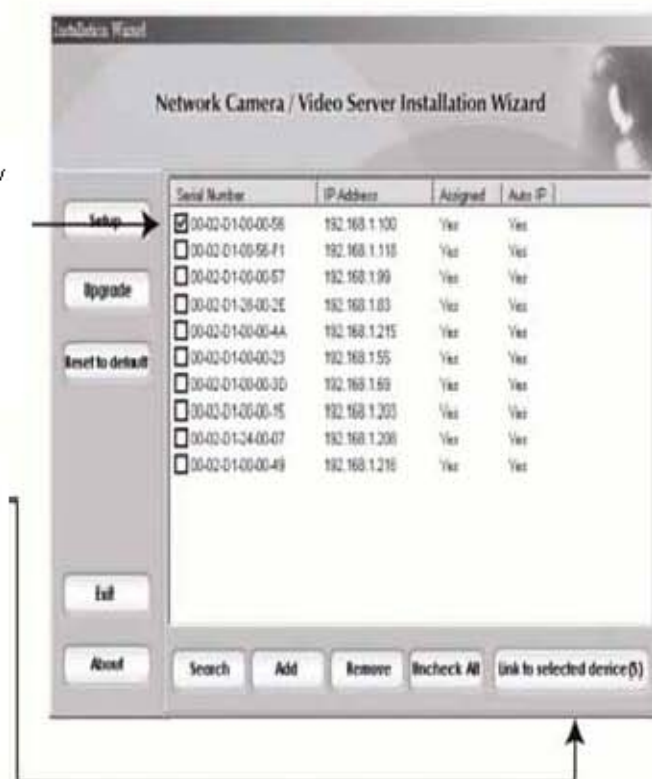 Installation Wizard
Network Camera / Video Server Installation Wizard
Serial Number IP Address Assigned Auto IP
Setup
00-02-D1-00-00-56 192.168.1.100 Yes Yes
00-02-D1-00-56-F1 192.168.1.118 Yes Yes
Upgrade
00-02-D1-00-00-57 192.168.1.99 Yes Yes
00-02-D1-28-00-2E 192.168.1.83 Yes Yes
00-02-D1-00-00-4A 192.168.1.215 Yes Yes
Reset to default
00-02-D1-00-00-23 192.168.1.55 Yes Yes
00-02-D1-00-00-3D 192.168.1.69 Yes Yes
00-02-D1-00-00-15 192.168.1.203 Yes Yes
00-02-D1-24-00-07 192.168.1.208 Yes Yes
00-02-D1-00-00-49 192.168.1.216 Yes Yes
Exit
About
Search Add Remove Uncheck All Link to selected device(S)